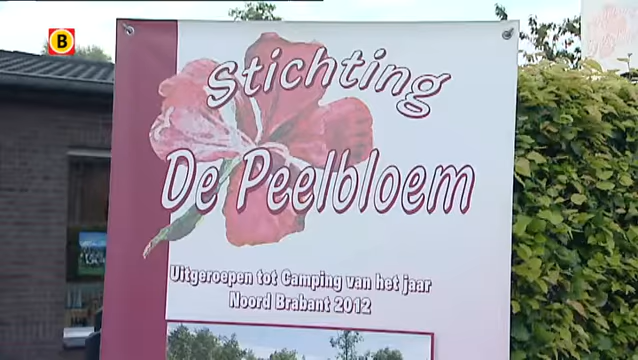 B
Stichting
De Peelbloem
Uitgeroepen tot Camping van het jaar
Noord Brabant 2012